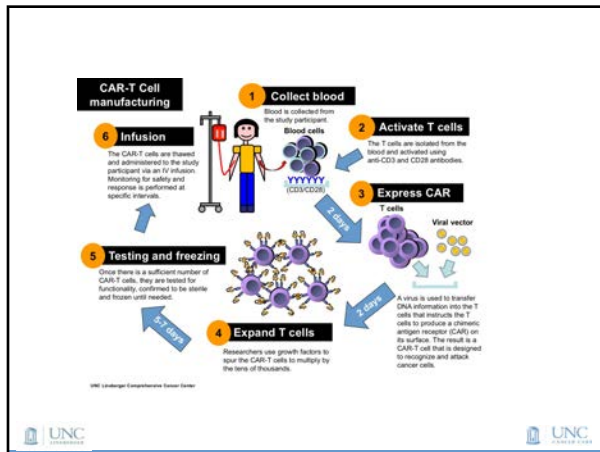 CAR-T Cell
manufacturing
1 Collect blood
Blood is collected from
the study participant.
Blood cells
(CD3/CD28)
2 Activate T cells
The T cells are isolated from the
blood and activated using
anti-CD3 and CD28 antibodies.
2 days
3 Express CAR
T cells
Viral vector
A virus is used to transfer
DNA information into the T
cells that instructs the T
cells to produce a chimeric
antigen receptor (CAR) on
its surface. The result is a
CAR-T cell that is designed
to recognize and attack
cancer cells.
2 days
4 Expand T cells
Researchers use growth factors to
spur the CAR-T cells to multiply by
the tens of thousands.
5-7 days
5 Testing and freezing
Once there is a sufficient number of
CAR-T cells, they are tested for
functionality, confirmed to be sterile
and frozen until needed.
6 Infusion
The CAR-T cells are thawed
and administered to the study
participant via an IV infusion.
Monitoring for safety and
response is performed at
specific intervals.
UNC Lineberger Comprehensive Cancer Center
UNC
LINEBERGER
UNC
CANCER CARE